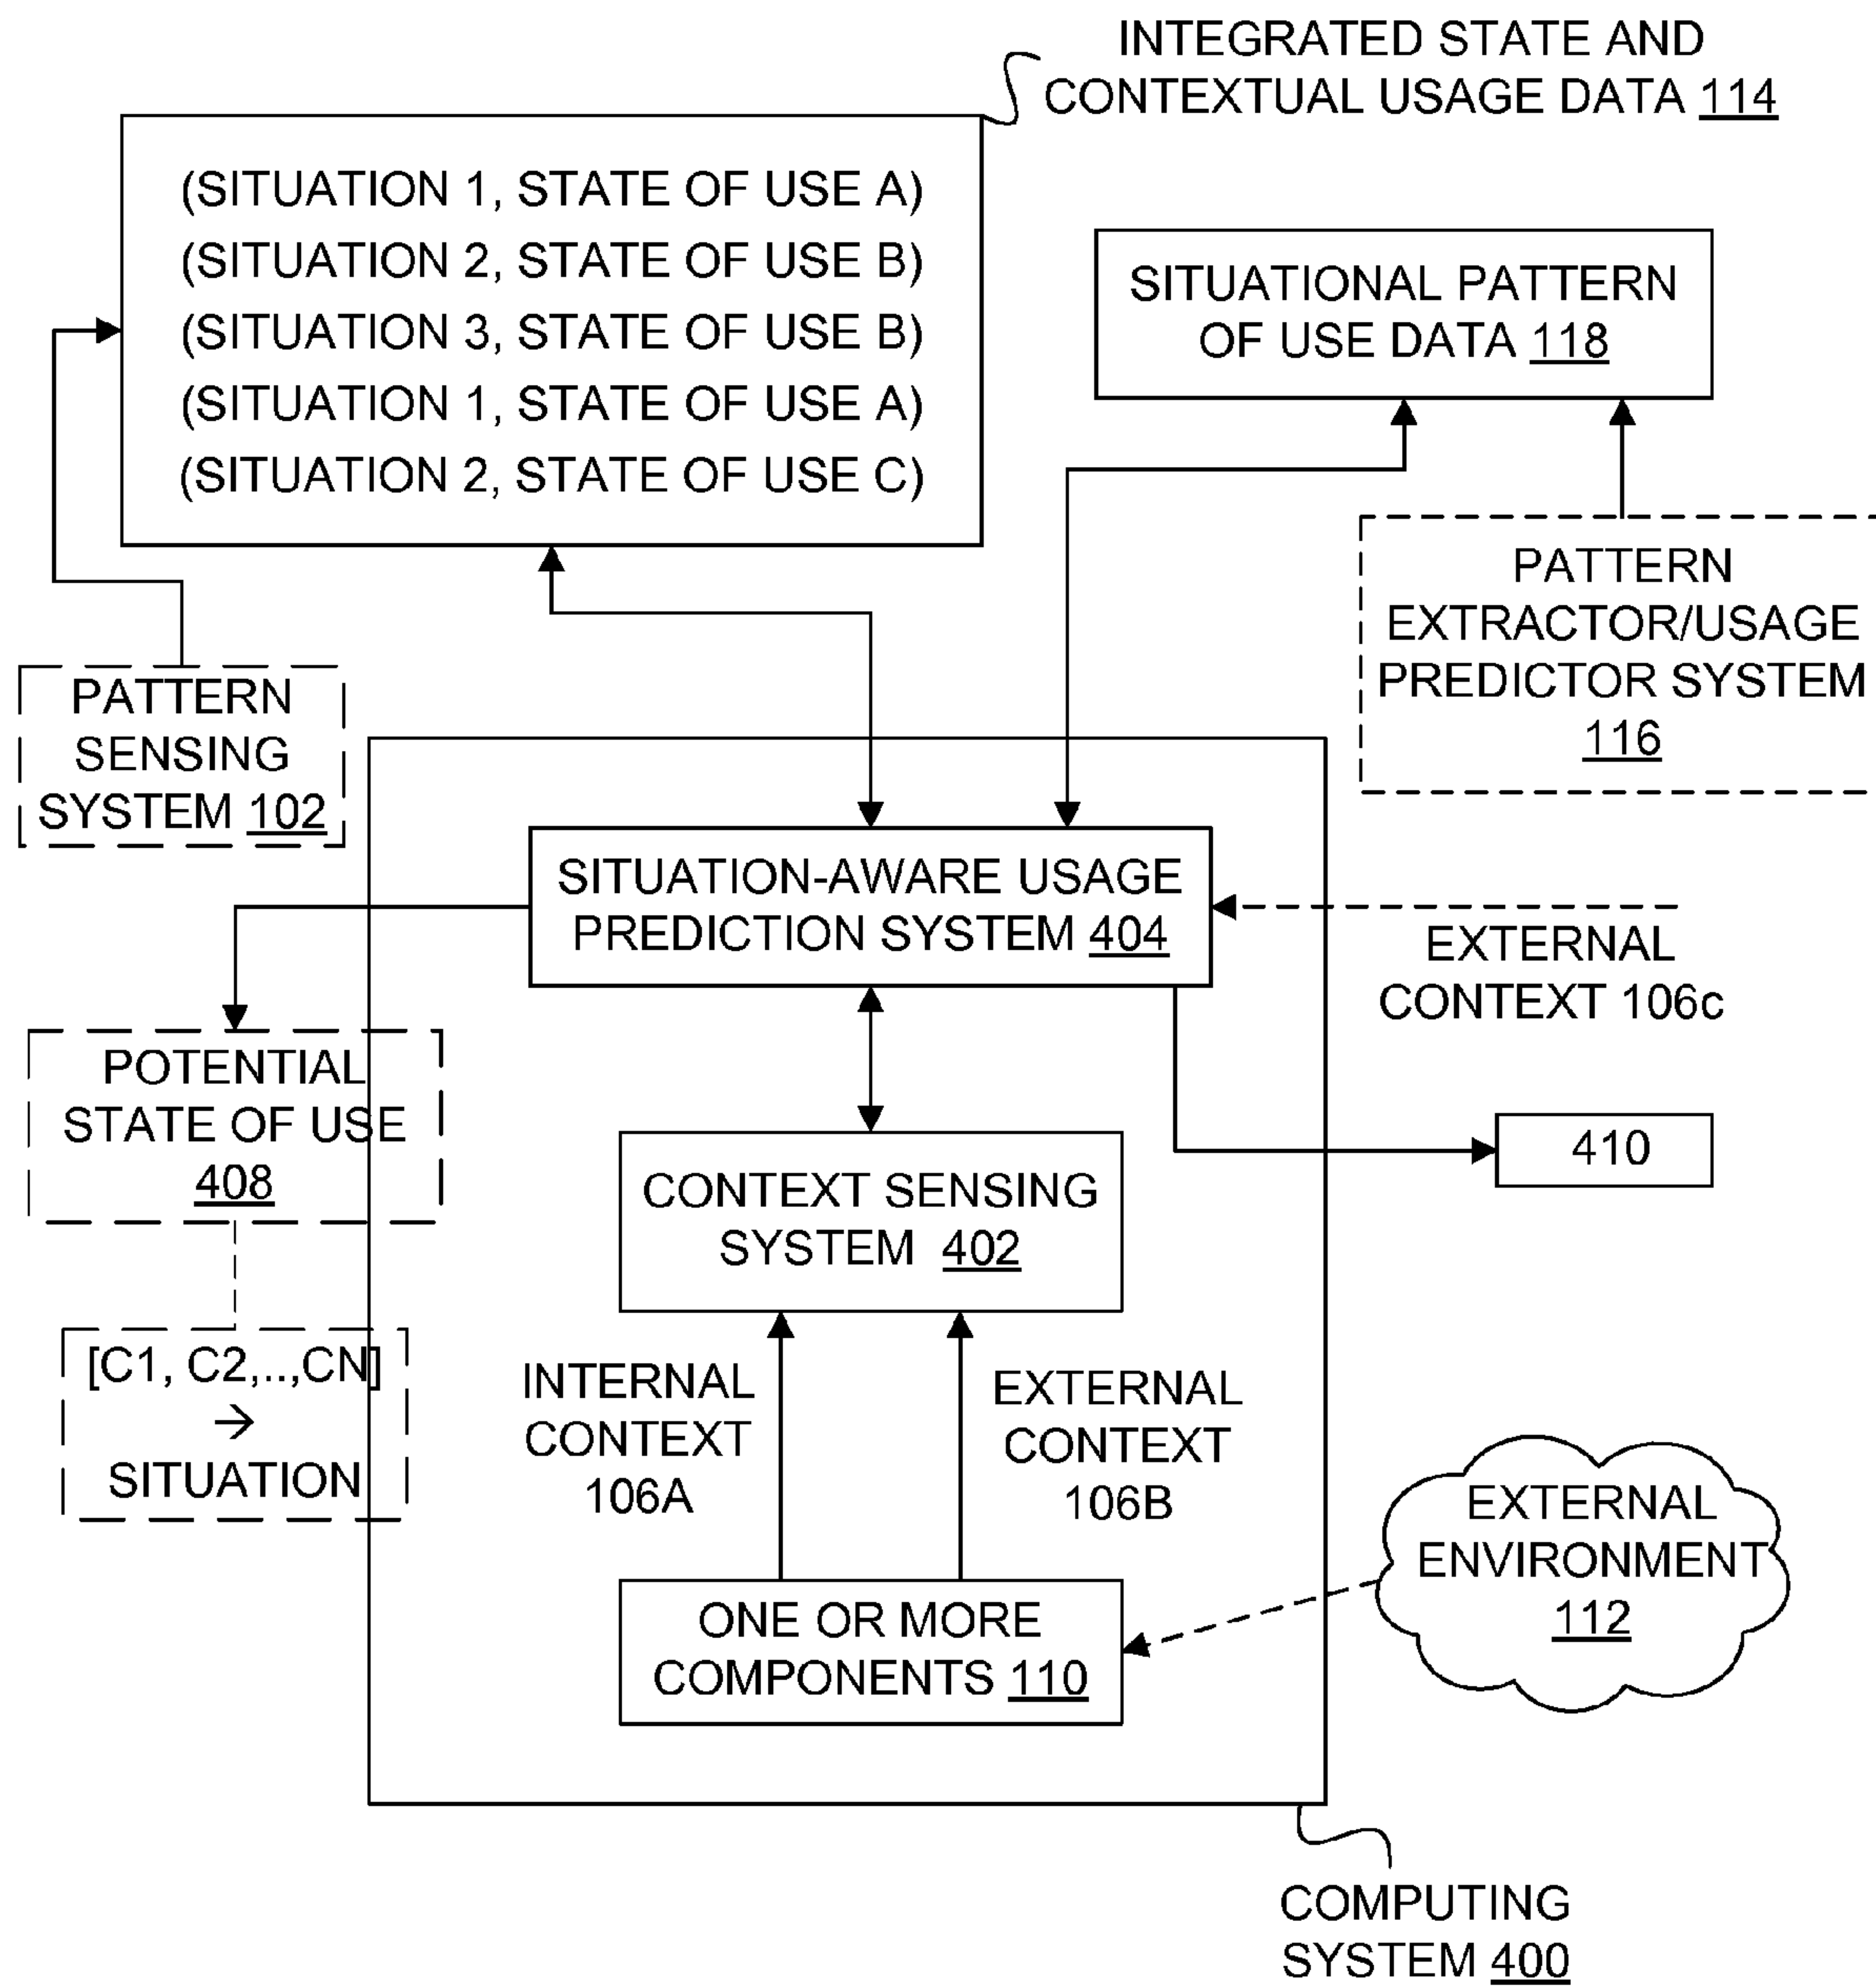 INTEGRATED STATE AND
CONTEXTUAL USAGE DATA 114
(SITUATION 1, STATE OF USE A)
(SITUATION 2, STATE OF USE B)
(SITUATION 3, STATE OF USE B)
(SITUATION 1, STATE OF USE A)
(SITUATION 2, STATE OF USE C)
SITUATIONAL PATTERN
OF USE DATA 118
PATTERN
EXTRACTOR/USAGE
PREDICTOR SYSTEM
116
PATTERN
SENSING
SYSTEM 102
SITUATION-AWARE USAGE
PREDICTION SYSTEM 404
EXTERNAL
CONTEXT 106c
POTENTIAL
STATE OF USE
408
410
CONTEXT SENSING
SYSTEM 402
[C1, C2,..,CN]
→
SITUATION
INTERNAL
CONTEXT
106A
EXTERNAL
CONTEXT
106B
EXTERNAL
ENVIRONMENT
112
ONE OR MORE
COMPONENTS 110
COMPUTING
SYSTEM 400